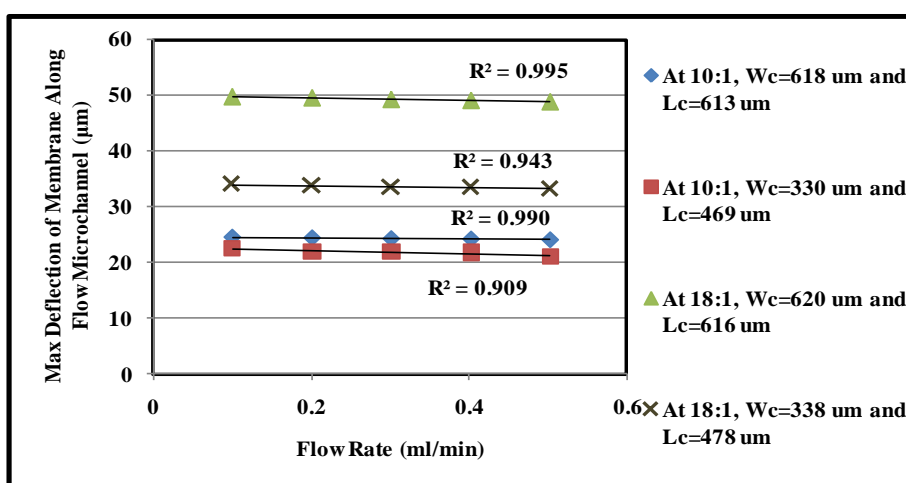 Max Deflection of Membrane Along
Flow Microchannel (µm)
60
50
40
30
20
10
0
0
0.2
0.4
0.6
Flow Rate (ml/min)
R² = 0.995
R² = 0.943
R² = 0.990
R² = 0.909
At 10:1, Wc=618 um and
Lc=613 um
At 10:1, Wc=330 um and
Lc=469 um
At 18:1, Wc=620 um and
Lc=616 um
At 18:1, Wc=338 um and
Lc=478 um